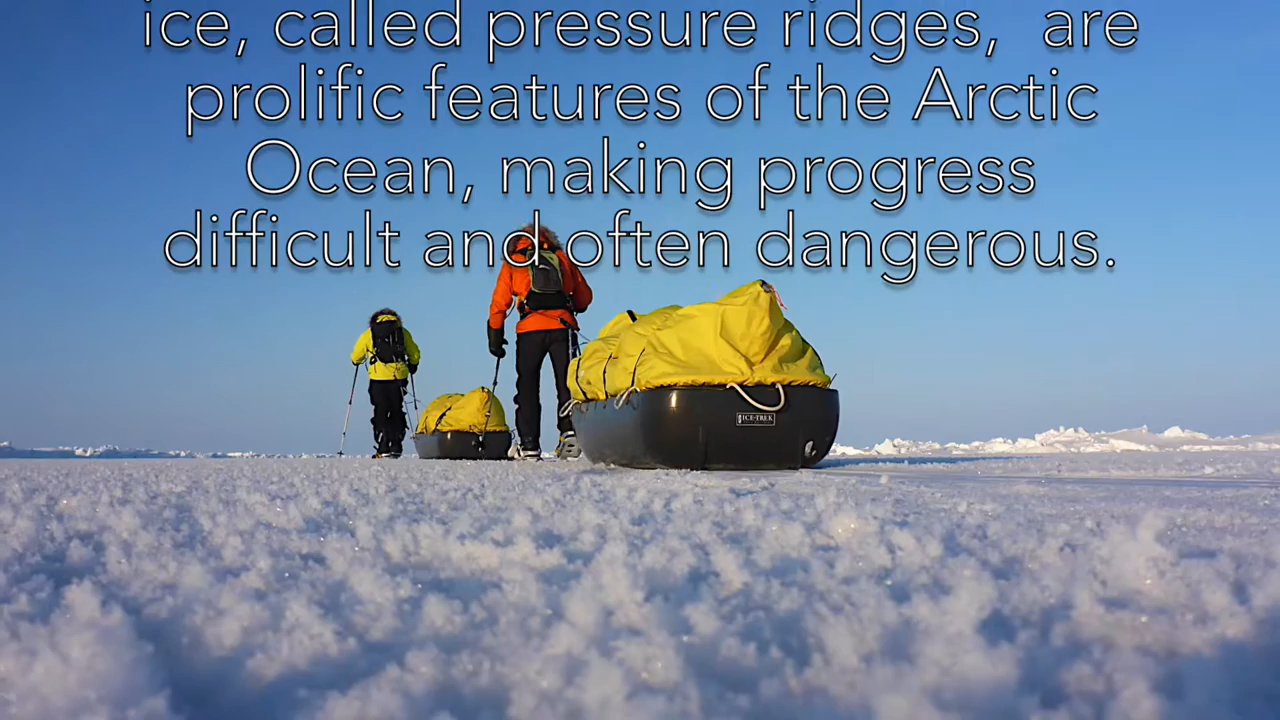 ice, called pressure ridges, are
prolific features of the Arctic
Ocean, making progress
difficult and often dangerous.
ICE-TREK